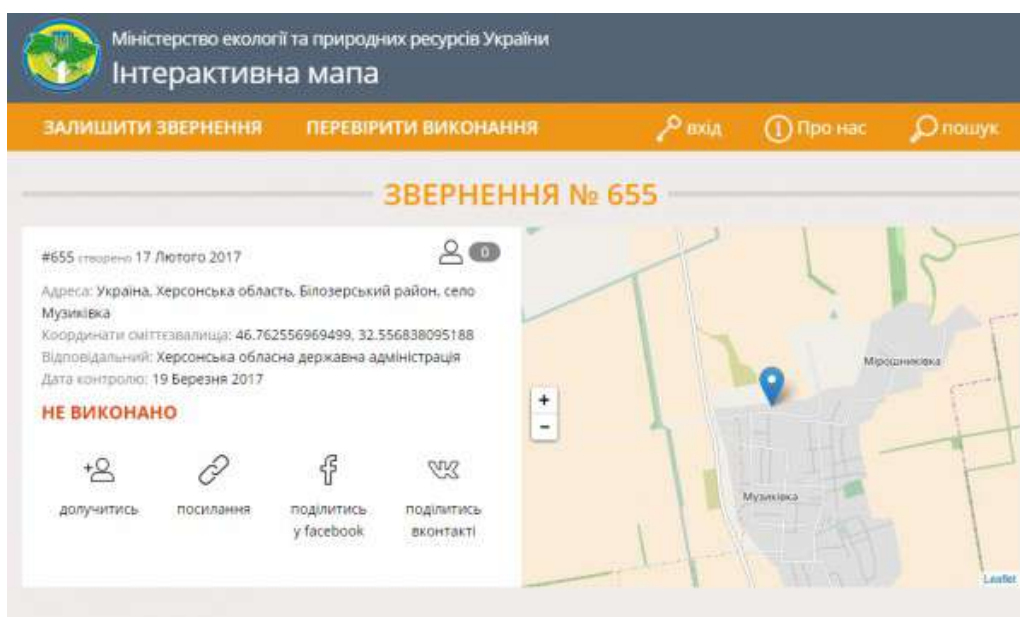 Міністерство екології та природних ресурсів України
Інтерактивна мапа
ЗАЛИШИТИ ЗВЕРНЕННЯ ПЕРЕВІРИТИ ВИКОНАННЯ вхід Про нас пошук
ЗВЕРНЕННЯ № 655
#655 створено 17 Лютого 2017 0
Адреса: Україна, Херсонська область, Білозерський район, село
Музиківка
Координати сміттєзвалища: 46.762556969499, 32.556838095188
Відповідальний: Херсонська обласна державна адміністрація
Дата контролю: 19 Березня 2017
НЕ ВИКОНАНО
долучитись посилання поділитись поділитись
у facebook вконтакті
+
-
Мірошниківка
Музиківка
Leaflet